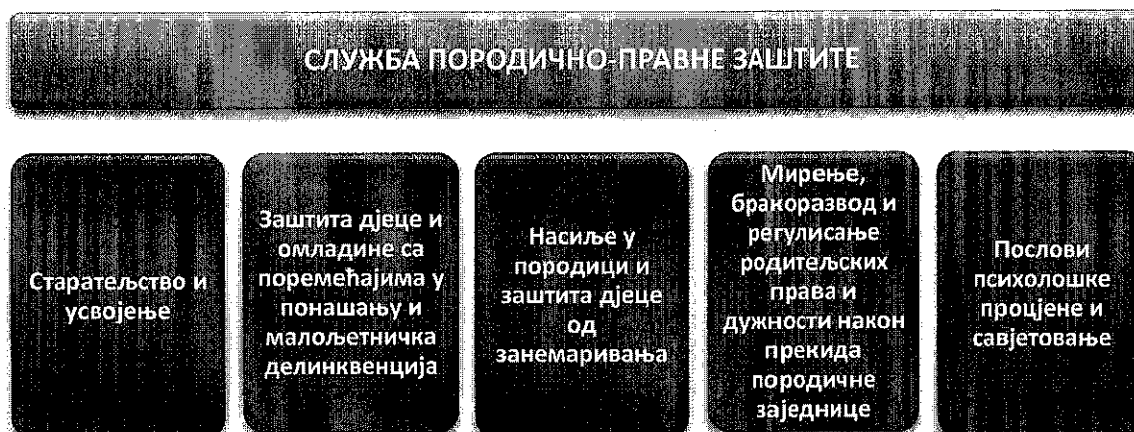 СЛУЖБА ПОРОДИЧНО-ПРАВНЕ ЗАШТИТЕ
Старатељство и
усвојење
Заштита дјеце и
омладине са
поремећајима у
понашању и
малољетничка
делинквенција
Насиље у
породици и
заштита дјеце
од
занемаривања
Мирење,
бракоразвод и
регулисање
родитељских
права и
дужности након
прекида
породичне
заједнице
Послови
психолошке
процјене и
савјетовање